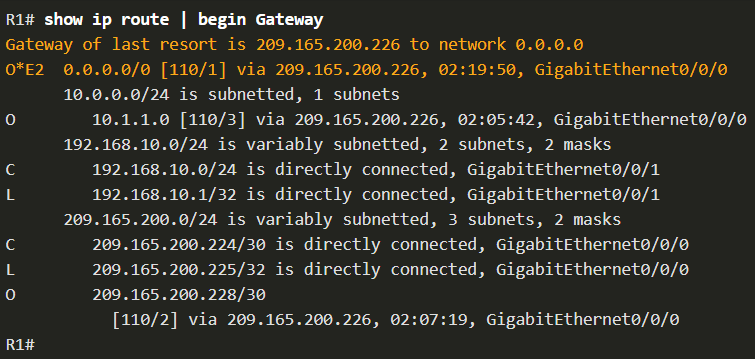 R1# show ip route | begin Gateway
Gateway of last resort is 209.165.200.226 to network 0.0.0.0
O*E2  0.0.0.0/0 [110/1] via 209.165.200.226, 02:19:50, GigabitEthernet0/0/0
      10.0.0.0/24 is subnetted, 1 subnets
O        10.1.1.0 [110/3] via 209.165.200.226, 02:05:42, GigabitEthernet0/0/0
      192.168.10.0/24 is variably subnetted, 2 subnets, 2 masks
C        192.168.10.0/24 is directly connected, GigabitEthernet0/0/1
L        192.168.10.1/32 is directly connected, GigabitEthernet0/0/1
      209.165.200.0/24 is variably subnetted, 3 subnets, 2 masks
C        209.165.200.224/30 is directly connected, GigabitEthernet0/0/0
L        209.165.200.225/32 is directly connected, GigabitEthernet0/0/0
O        209.165.200.228/30
           [110/2] via 209.165.200.226, 02:07:19, GigabitEthernet0/0/0
R1#